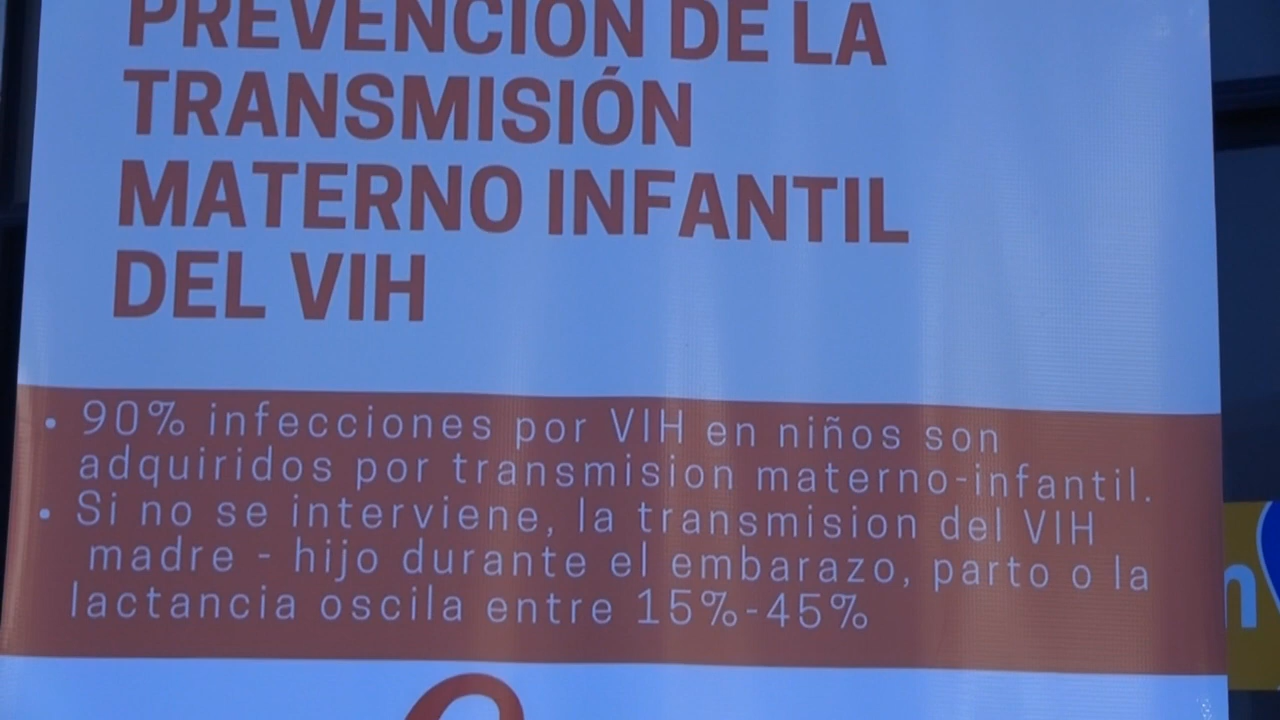 PREVENCIÓN DE LA
TRANSMISIÓN
MATERNO INFANTIL
DEL VIH
• 90% infecciones por VIH en niños son
adquiridos por transmision materno-infantil.
• Si no se interviene, la transmision del VIH
madre - hijo durante el embarazo, parto o la
lactancia oscila entre 15%-45%